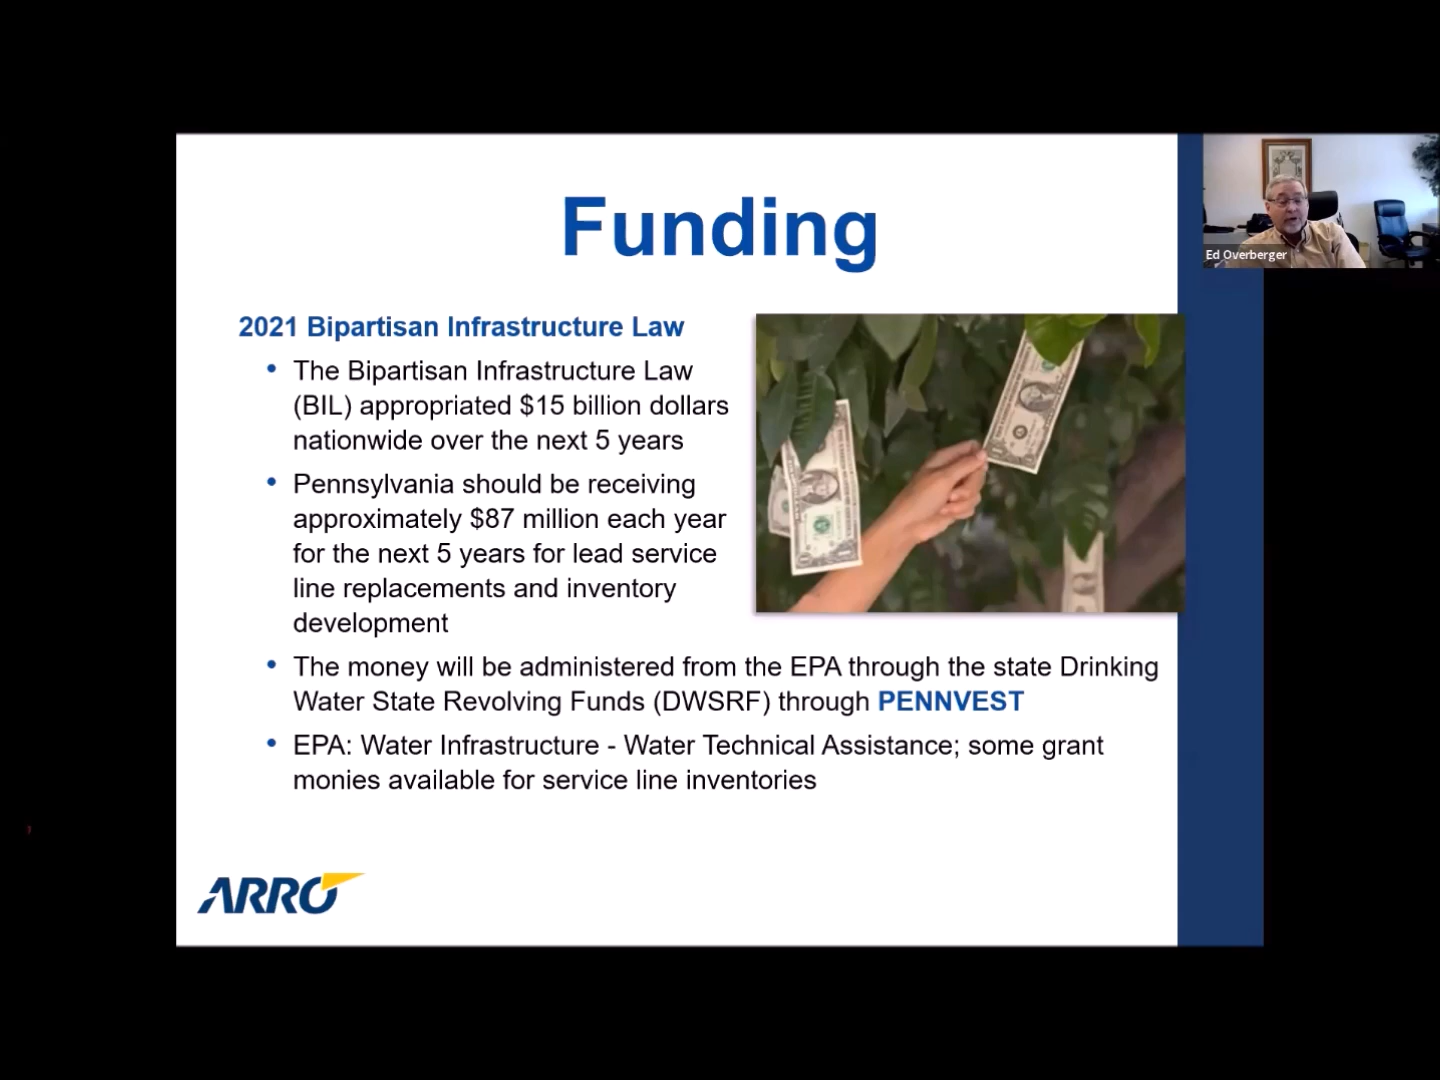 Funding
Ed Overberger
2021 Bipartisan Infrastructure Law
• The Bipartisan Infrastructure Law
(BIL) appropriated $15 billion dollars
nationwide over the next 5 years
• Pennsylvania should be receiving
approximately $87 million each year
for the next 5 years for lead service
line replacements and inventory
development
• The money will be administered from the EPA through the state Drinking
Water State Revolving Funds (DWSRF) through PENNVEST
• EPA: Water Infrastructure - Water Technical Assistance; some grant
monies available for service line inventories
ARRO